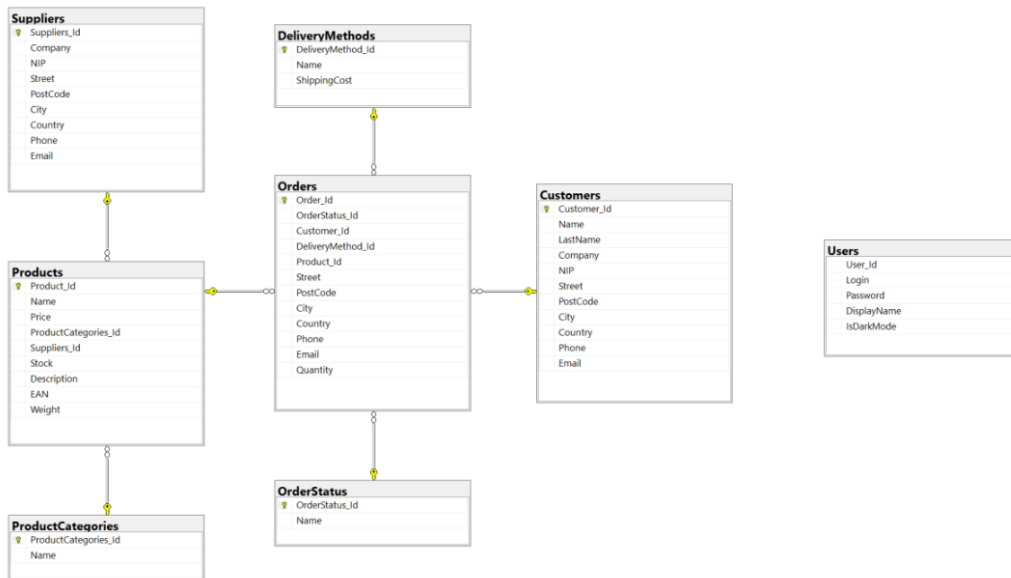 Suppliers
Suppliers_Id
Company
NIP
Street
PostCode
City
Country
Phone
Email
DeliveryMethods
DeliveryMethod_Id
Name
ShippingCost
Orders
Order_Id
OrderStatus_Id
Customer_Id
DeliveryMethod_Id
Product_Id
Street
PostCode
City
Country
Phone
Email
Quantity
Customers
Customer_Id
Name
LastName
Company
NIP
Street
PostCode
City
Country
Phone
Email
Users
User_Id
Login
Password
DisplayName
IsDarkMode
Products
Product_Id
Name
Price
ProductCategories_Id
Suppliers_Id
Stock
Description
EAN
Weight
OrderStatus
OrderStatus_Id
Name
ProductCategories
ProductCategories_Id
Name